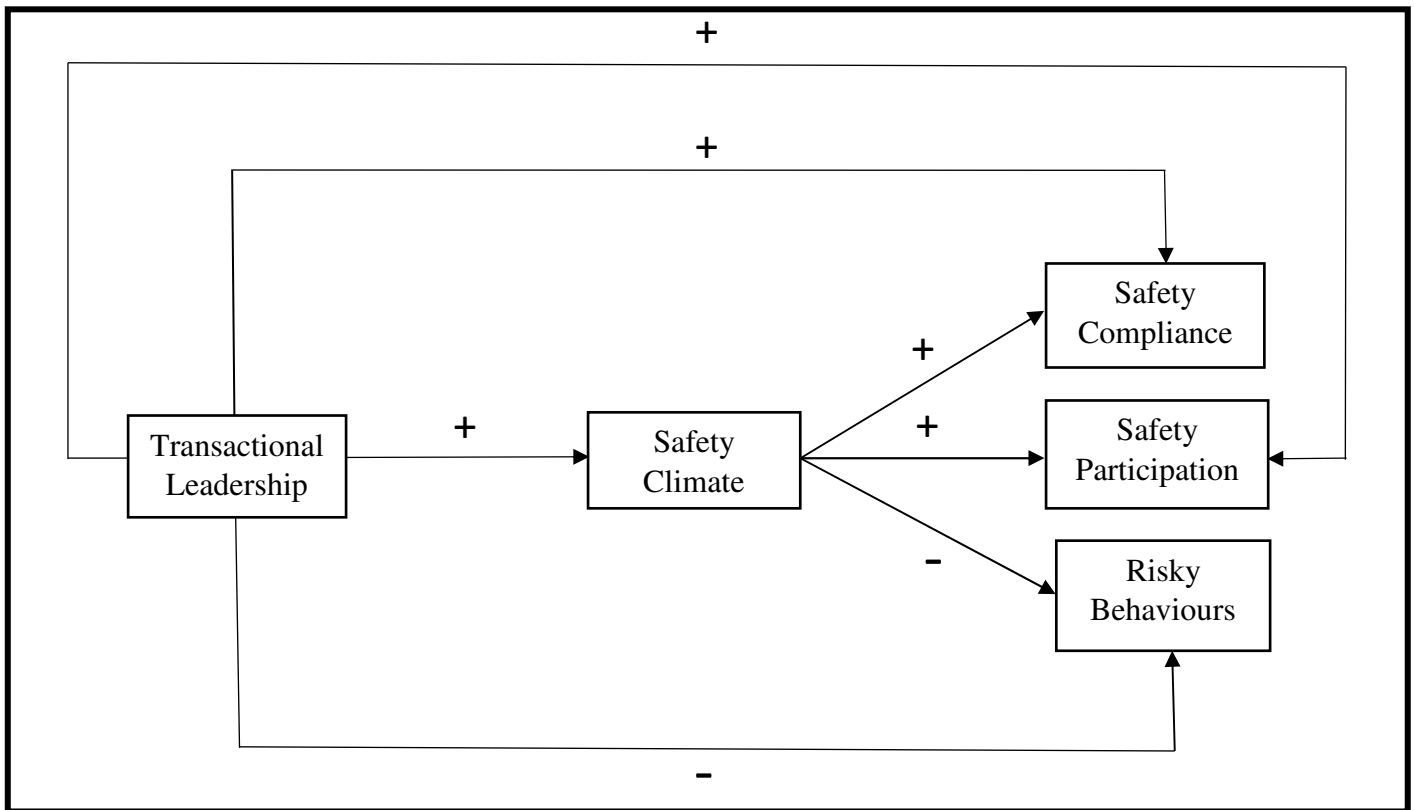 +
+
Safety
Compliance
+
Transactional
Leadership
+
Safety
Climate
+
Safety
Participation
-
Risky
Behaviours
-